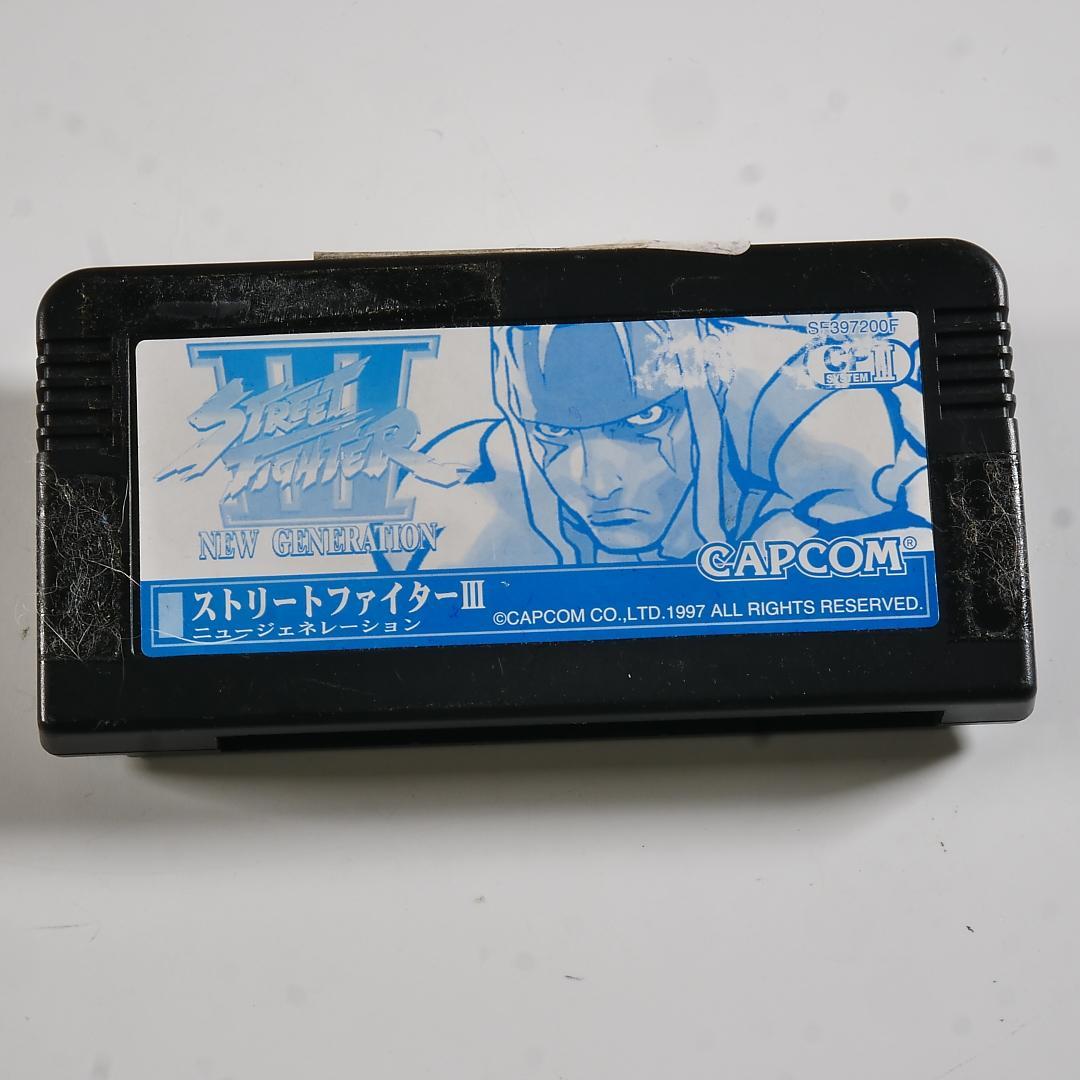 III
STREET
FIGHTER
NEW GENERATION
SF397200F
CP
SYSTEM III
CAPCOM®
ストリートファイターIII
ニュージェネレーション
©CAPCOM CO.,LTD.1997 ALL RIGHTS RESERVED.